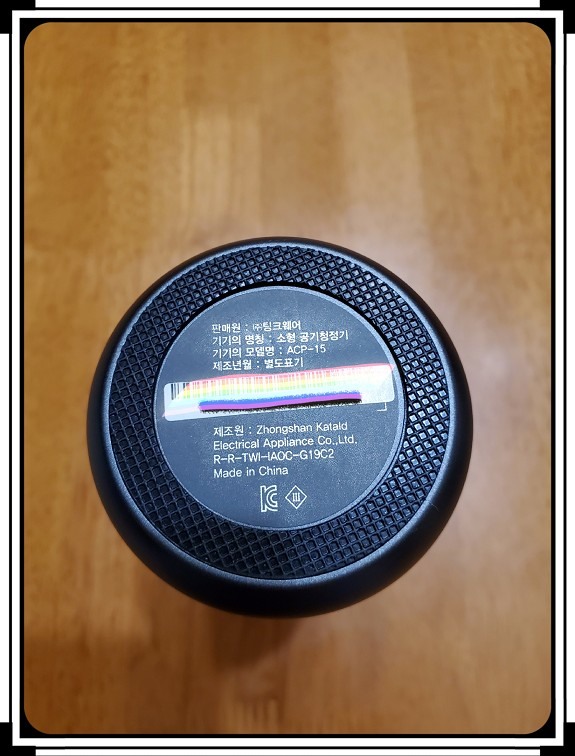 판매원 : ㈜팅크웨어
기기의 명칭 : 소형 공기청정기
기기의 모델명 : ACP-15
제조년월 : 별도표기
제조원 : Zhongshan Katald
Electrical Appliance Co.,Ltd.
R-R-TWI-IAOC-G19C2
Made in China